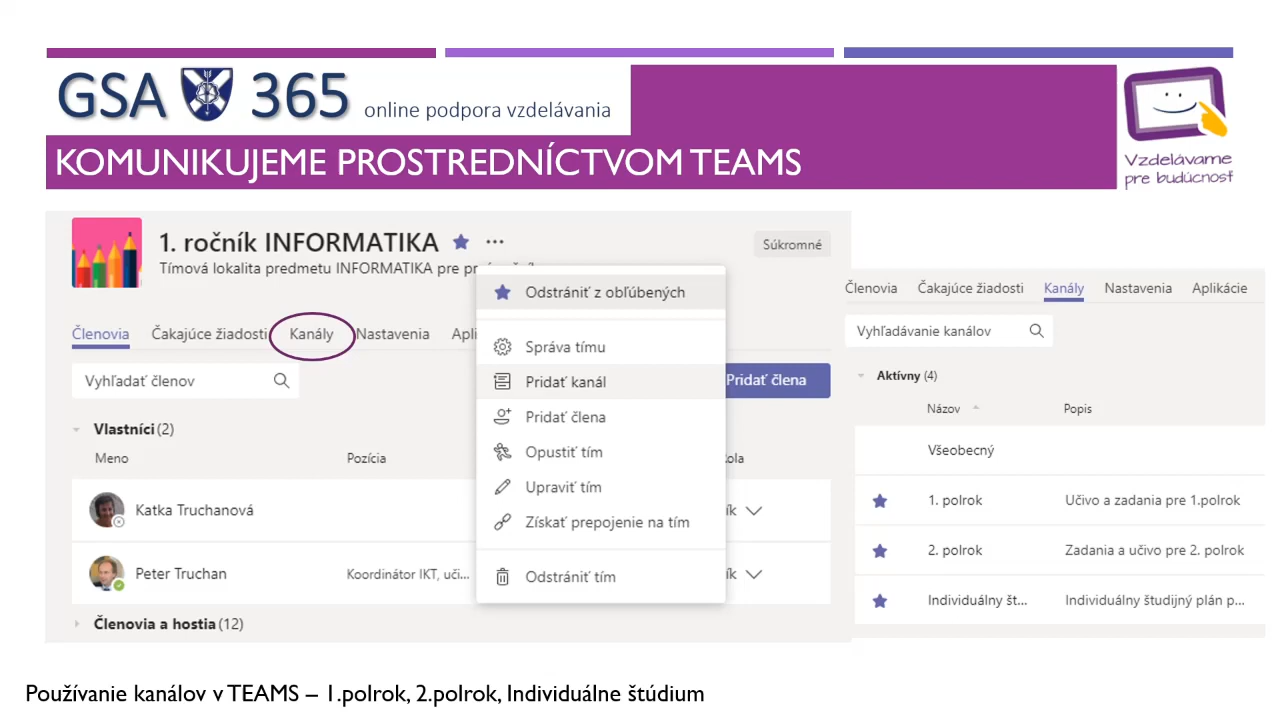 GSA 365 online podpora vzdelávania
Vzdelávame
pre budúcnosť
KOMUNIKUJEME PROSTREDNÍCTVOM TEAMS
1. ročník INFORMATIKA ...
Súkromné
Tímová lokalita predmetu INFORMATIKA pre
Členovia Čakajúce žiadosti Kanály Nastavenia
Vyhľadať členov
Pridať člena
Vlastníci (2)
Meno Pozícia
Katka Truchanová
Peter Truchan Koordinátor IKT, uči...
Členovia a hostia (12)
Odstrániť z obľúbených
Správa tímu
Pridať kanál
Pridať člena
Opustiť tím
Upraviť tím
Získať prepojenie na tím
Odstrániť tím
Členovia Čakajúce žiadosti Kanály Nastavenia Aplikácie
Vyhľadávanie kanálov
Aktívny (4)
Názov Popis
Všeobecný
1. polrok Učivo a zadania pre 1.polrok
2. polrok Zadania a učivo pre 2. polrok
Individuálny št... Individuálny študijný plán p...
Používanie kanálov v TEAMS – 1.polrok, 2.polrok, Individuálne štúdium